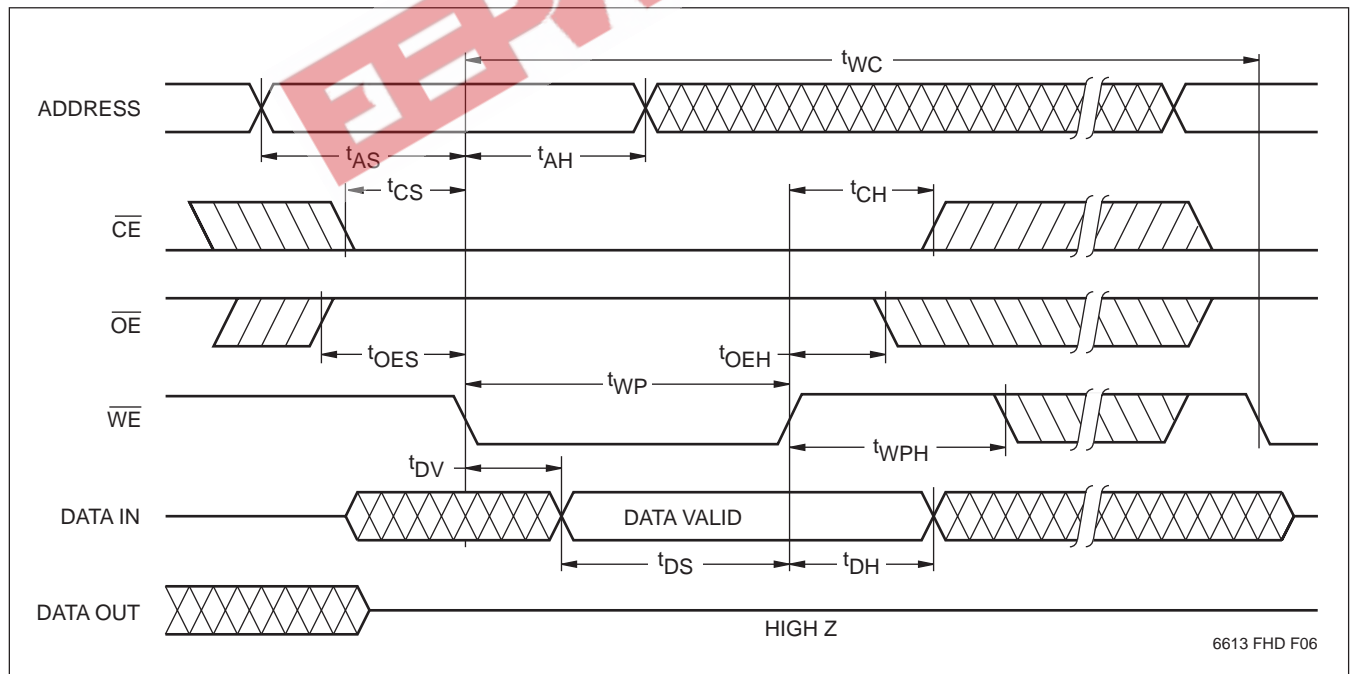 EEPW
tWC
ADDRESS
tAS
tAH
tCS
tCH
CE
OE
tOES
tOEH
tWP
WE
tWPH
tDV
DATA IN
DATA VALID
tDS
tDH
DATA OUT
HIGH Z
6613 FHD F06